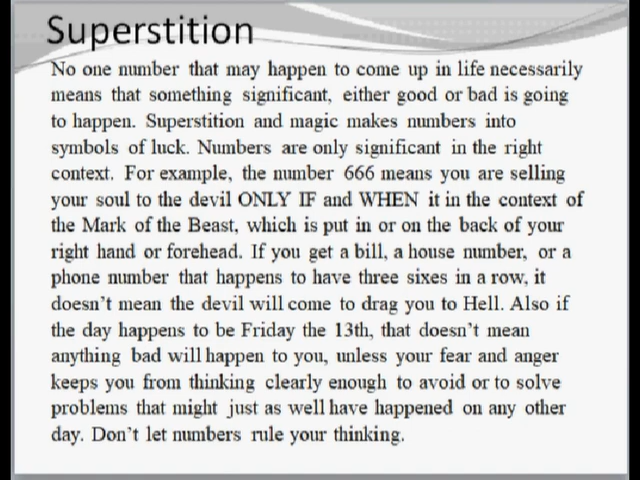 Superstition
No one number that may happen to come up in life necessarily
means that something significant, either good or bad is going
to happen. Superstition and magic makes numbers into
symbols of luck. Numbers are only significant in the right
context. For example, the number 666 means you are selling
your soul to the devil ONLY IF and WHEN it in the context of
the Mark of the Beast, which is put in or on the back of your
right hand or forehead. If you get a bill, a house number, or a
phone number that happens to have three sixes in a row, it
doesn’t mean the devil will come to drag you to Hell. Also if
the day happens to be Friday the 13th, that doesn’t mean
anything bad will happen to you, unless your fear and anger
keeps you from thinking clearly enough to avoid or to solve
problems that might just as well have happened on any other
day. Don’t let numbers rule your thinking.